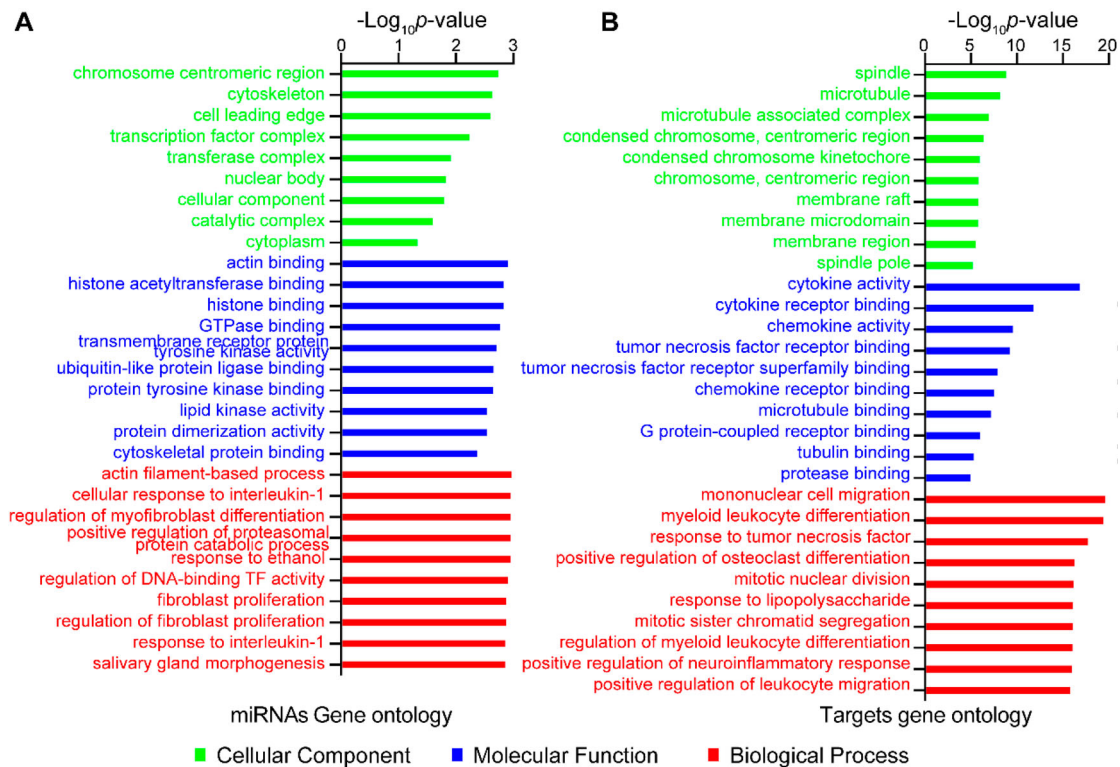 A
-Log10p-value
0 1 2 3
chromosome centromeric region
cytoskeleton
cell leading edge
transcription factor complex
transferase complex
nuclear body
cellular component
catalytic complex
cytoplasm
actin binding
histone acetyltransferase binding
histone binding
GTPase binding
transmembrane receptor protein
tyrosine kinase activity
ubiquitin-like protein ligase binding
protein tyrosine kinase binding
lipid kinase activity
protein dimerization activity
cytoskeletal protein binding
actin filament-based process
cellular response to interleukin-1
regulation of myofibroblast differentiation
positive regulation of proteasomal
protein catabolic process
response to ethanol
regulation of DNA-binding TF activity
fibroblast proliferation
regulation of fibroblast proliferation
response to interleukin-1
salivary gland morphogenesis
miRNAs Gene ontology
B
-Log10p-value
0 5 10 15 20
spindle
microtubule
microtubule associated complex
condensed chromosome, centromeric region
condensed chromosome kinetochore
chromosome, centromeric region
membrane raft
membrane microdomain
membrane region
spindle pole
cytokine activity
cytokine receptor binding
chemokine activity
tumor necrosis factor receptor binding
tumor necrosis factor receptor superfamily binding
chemokine receptor binding
microtubule binding
G protein-coupled receptor binding
tubulin binding
protease binding
mononuclear cell migration
myeloid leukocyte differentiation
response to tumor necrosis factor
positive regulation of osteoclast differentiation
mitotic nuclear division
response to lipopolysaccharide
mitotic sister chromatid segregation
regulation of myeloid leukocyte differentiation
positive regulation of neuroinflammatory response
positive regulation of leukocyte migration
Targets gene ontology
Cellular Component
Molecular Function
Biological Process